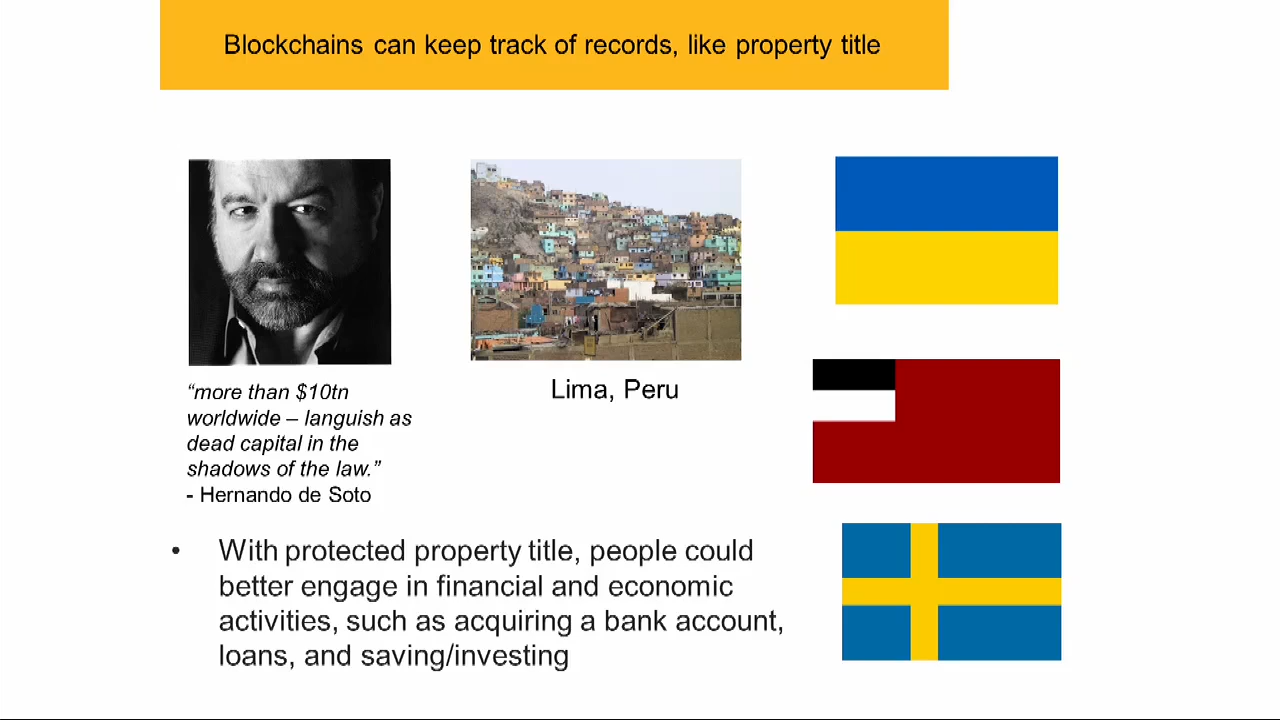 Blockchains can keep track of records, like property title
“more than $10tn
worldwide – languish as
dead capital in the
shadows of the law.”
- Hernando de Soto
Lima, Peru
• With protected property title, people could
better engage in financial and economic
activities, such as acquiring a bank account,
loans, and saving/investing